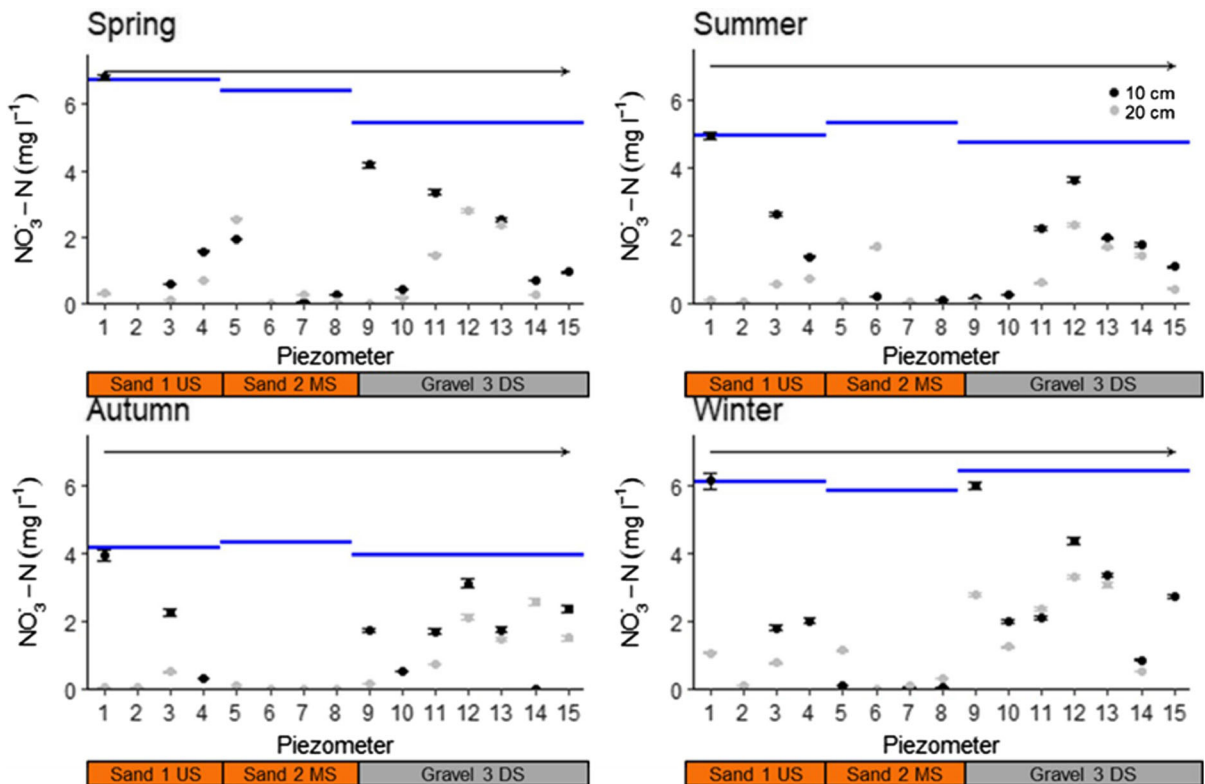 Spring
NO₃⁻ – N (mg l⁻¹)
6
4
2
0
1 2 3 4 5 6 7 8 9 10 11 12 13 14 15
Piezometer
Sand 1 US Sand 2 MS Gravel 3 DS
Summer
10 cm
20 cm
NO₃⁻ – N (mg l⁻¹)
6
4
2
0
1 2 3 4 5 6 7 8 9 10 11 12 13 14 15
Piezometer
Sand 1 US Sand 2 MS Gravel 3 DS
Autumn
NO₃⁻ – N (mg l⁻¹)
6
4
2
0
1 2 3 4 5 6 7 8 9 10 11 12 13 14 15
Piezometer
Sand 1 US Sand 2 MS Gravel 3 DS
Winter
NO₃⁻ – N (mg l⁻¹)
6
4
2
0
1 2 3 4 5 6 7 8 9 10 11 12 13 14 15
Piezometer
Sand 1 US Sand 2 MS Gravel 3 DS